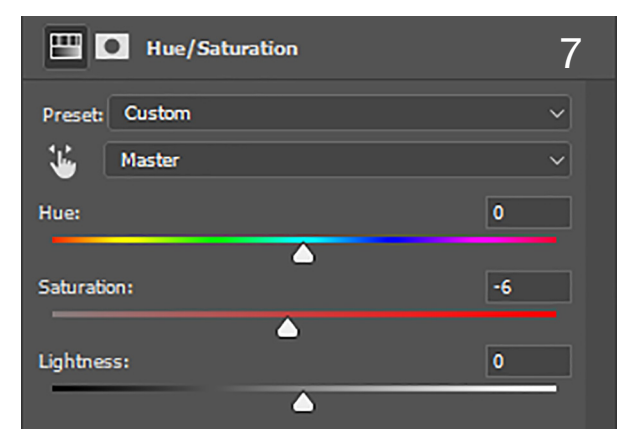 Hue/Saturation 7
Preset: Custom
Master
Hue: 0
Saturation: -6
Lightness: 0